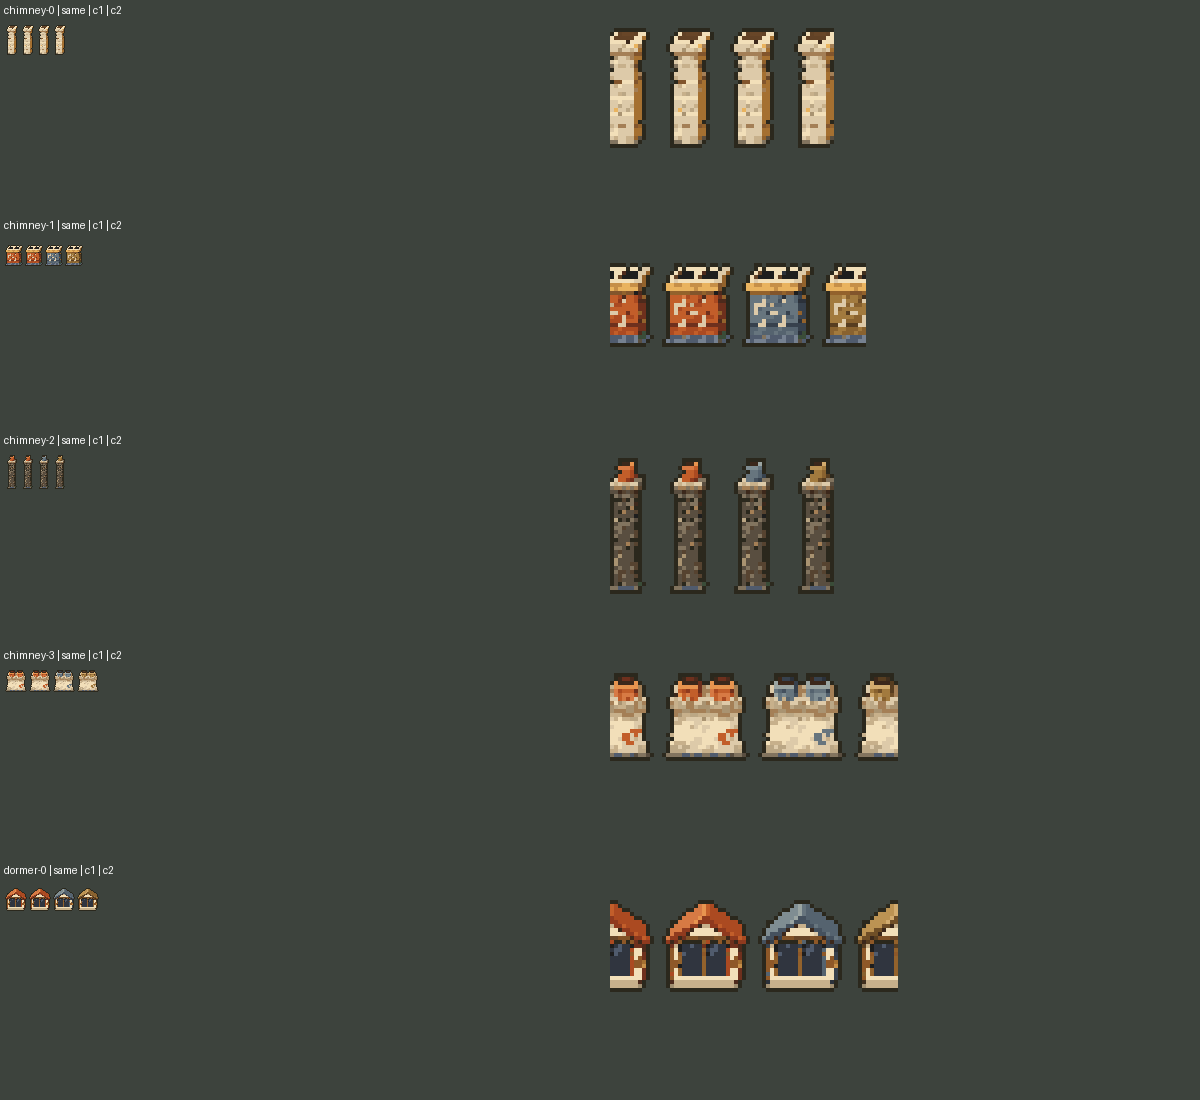 chimney-0 | same | c1 | c2
chimney-1 | same | c1 | c2
chimney-2 | same | c1 | c2
chimney-3 | same | c1 | c2
dormer-0 | same | c1 | c2